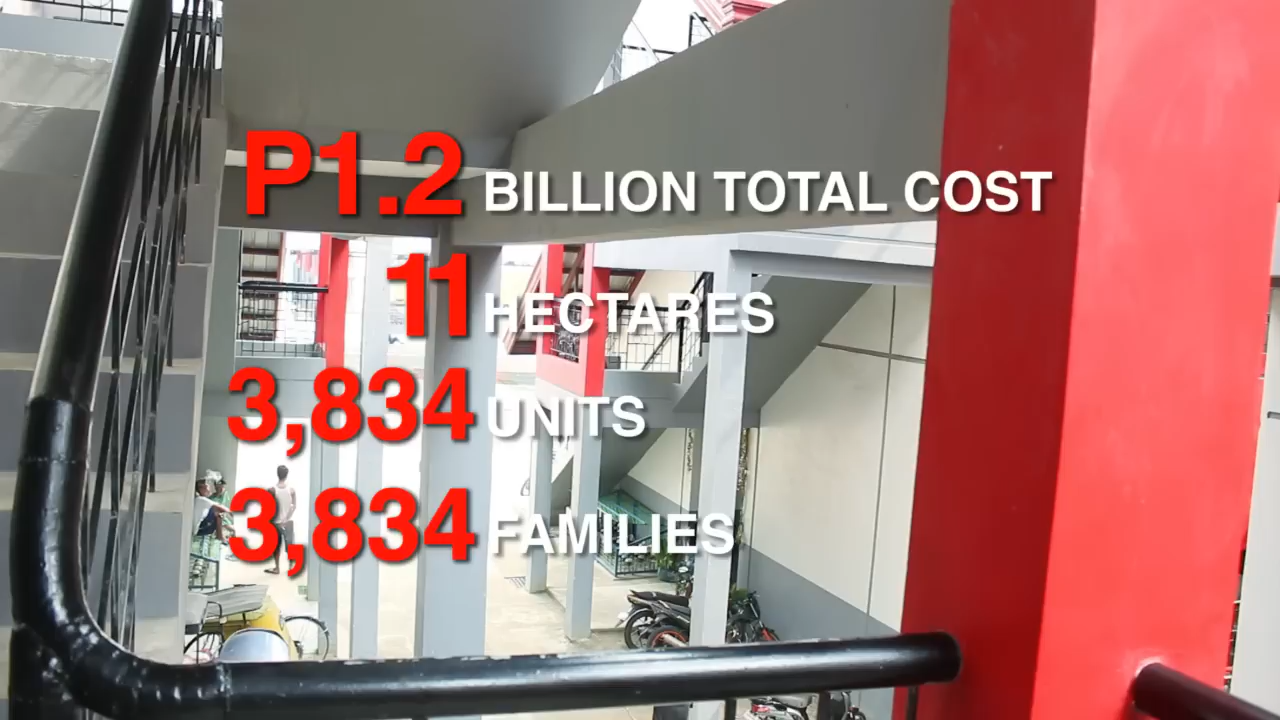 P1.2 BILLION TOTAL COST
11 HECTARES
3,834 UNITS
3,834 FAMILIES